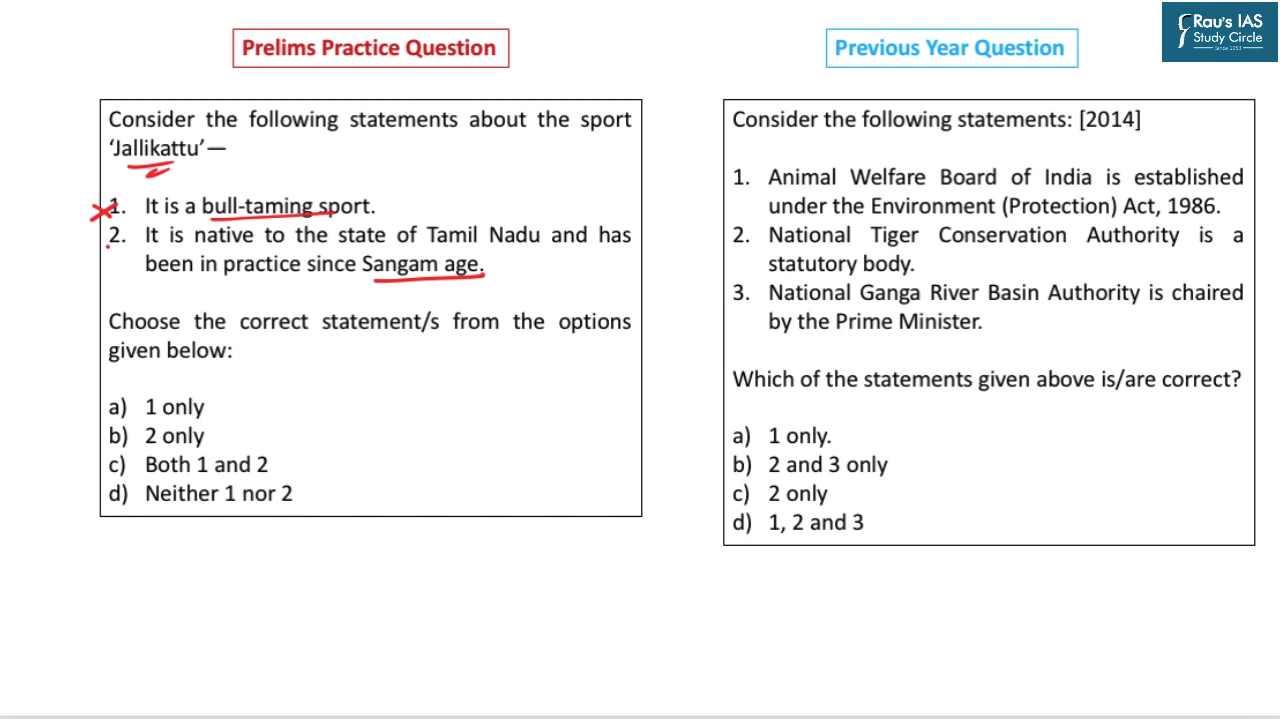 Prelims Practice Question
Consider the following statements about the sport
‘Jallikattu’—
1. It is a bull-taming sport.
2. It is native to the state of Tamil Nadu and has
been in practice since Sangam age.
Choose the correct statement/s from the options
given below:
a) 1 only
b) 2 only
c) Both 1 and 2
d) Neither 1 nor 2
Previous Year Question
Consider the following statements: [2014]
1. Animal Welfare Board of India is established
under the Environment (Protection) Act, 1986.
2. National Tiger Conservation Authority is a
statutory body.
3. National Ganga River Basin Authority is chaired
by the Prime Minister.
Which of the statements given above is/are correct?
a) 1 only.
b) 2 and 3 only
c) 2 only
d) 1, 2 and 3
Rau's IAS
Study Circle
Since 1953